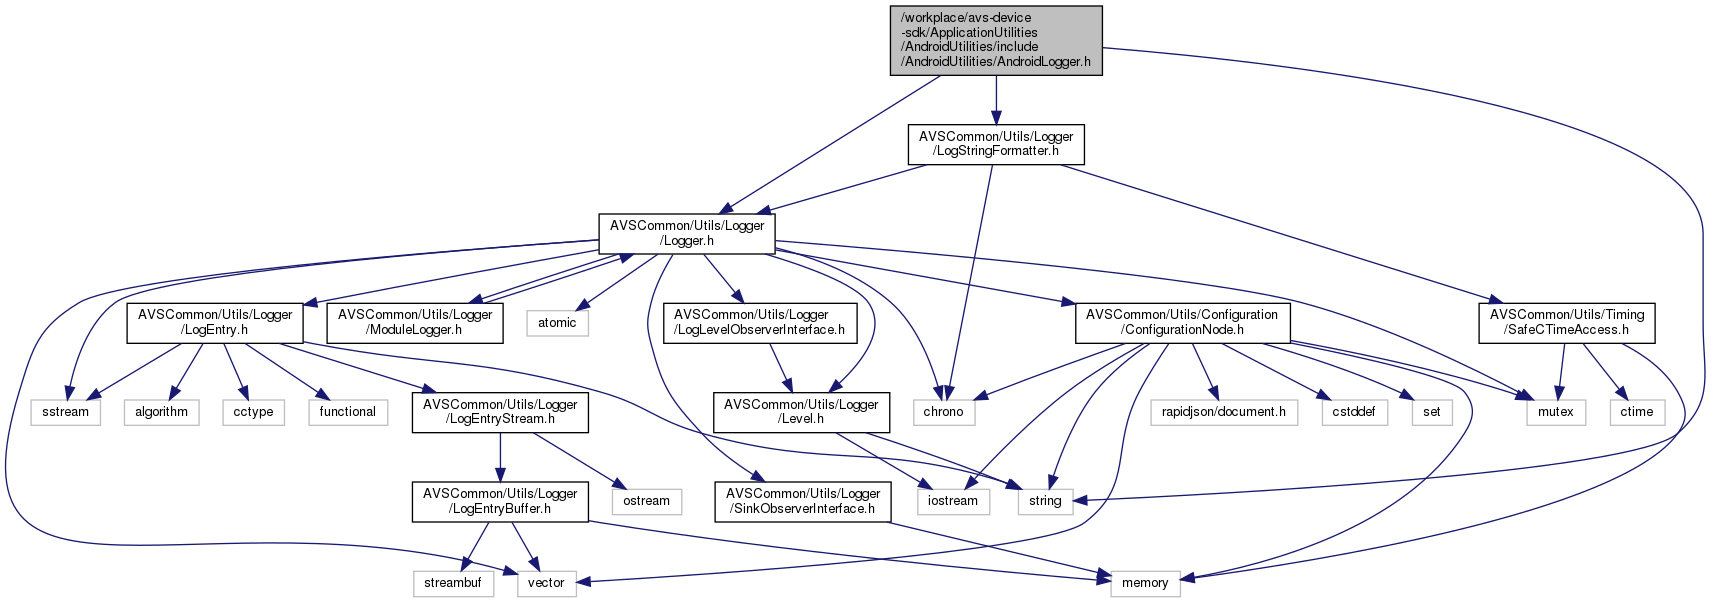 /workplace/avs-device
-sdk/ApplicationUtilities
/AndroidUtilities/include
/AndroidUtilities/AndroidLogger.h
AVSCommon/Utils/Logger
/LogStringFormatter.h
AVSCommon/Utils/Logger
/Logger.h
AVSCommon/Utils/Logger
/LogEntry.h
AVSCommon/Utils/Logger
/ModuleLogger.h
atomic
AVSCommon/Utils/Logger
/LogLevelObserverInterface.h
AVSCommon/Utils/Configuration
/ConfigurationNode.h
AVSCommon/Utils/Timing
/SafeCTimeAccess.h
sstream
algorithm
cctype
functional
AVSCommon/Utils/Logger
/LogEntryStream.h
AVSCommon/Utils/Logger
/Level.h
chrono
rapidjson/document.h
cstddef
set
mutex
ctime
AVSCommon/Utils/Logger
/LogEntryBuffer.h
ostream
AVSCommon/Utils/Logger
/SinkObserverInterface.h
iostream
string
streambuf
vector
memory